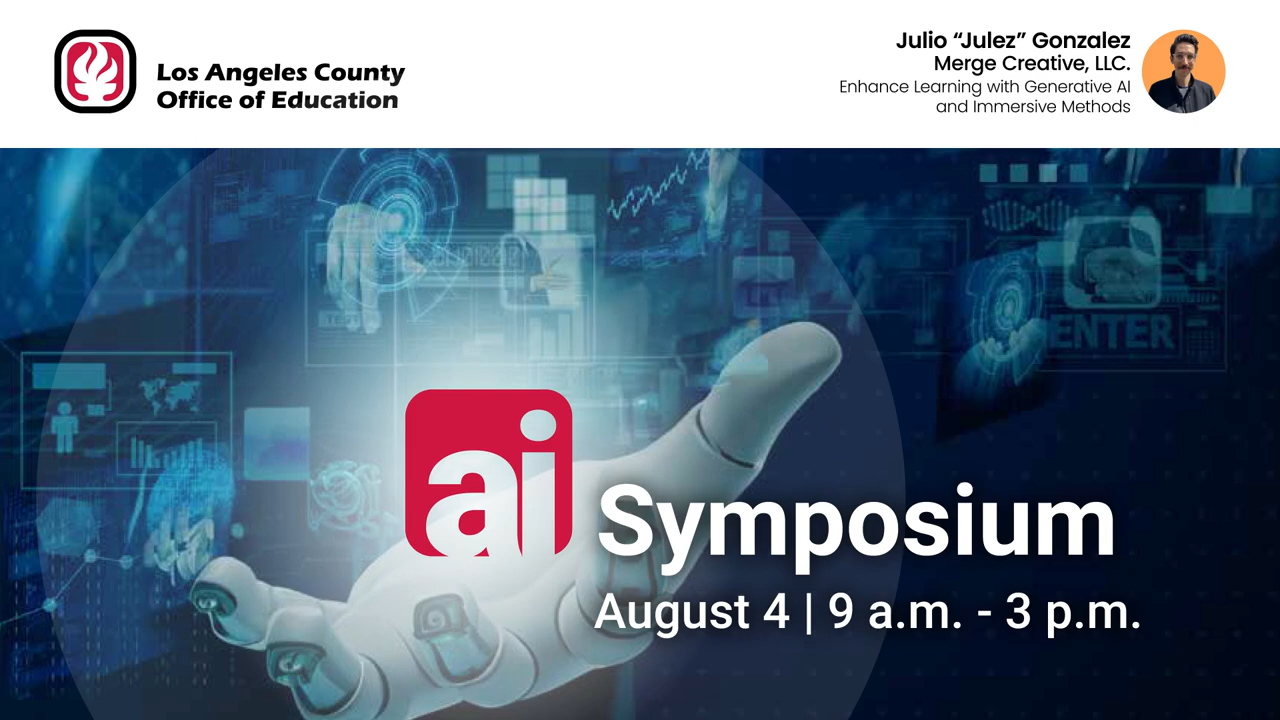 Los Angeles County
Office of Education
Julio “Julez” Gonzalez
Merge Creative, LLC.
Enhance Learning with Generative AI
and Immersive Methods
ENTER
ai Symposium
August 4 | 9 a.m. - 3 p.m.